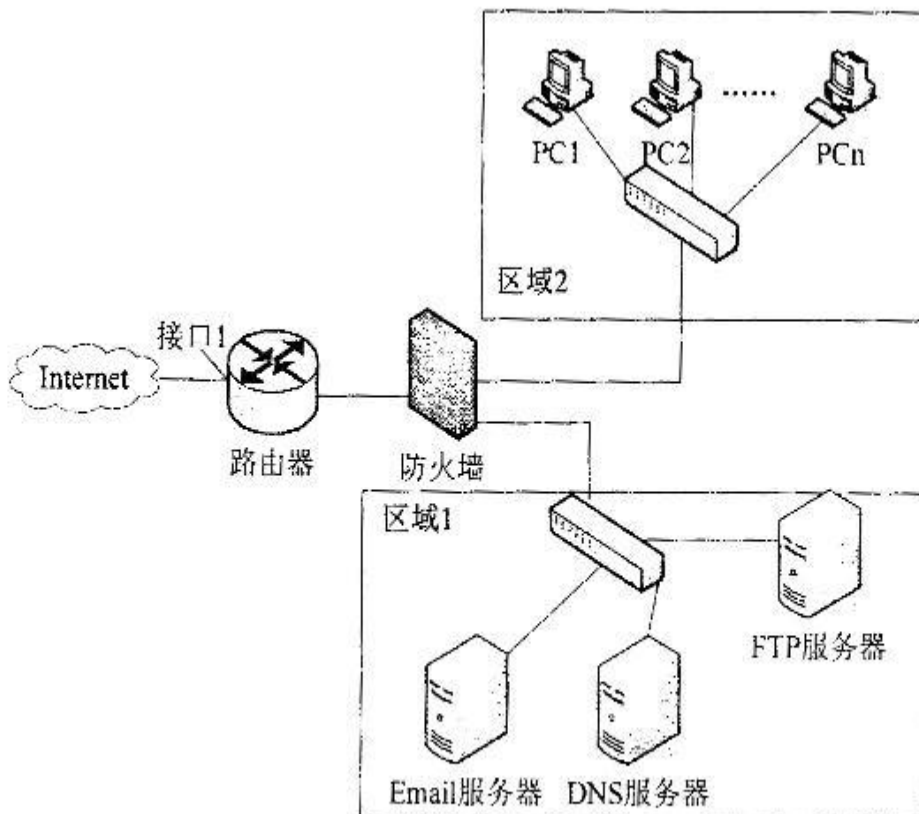 PC1
PC2
……
PCn
区域2
接口1
Internet
路由器
防火墙
区域1
FTP服务器
Email服务器
DNS服务器